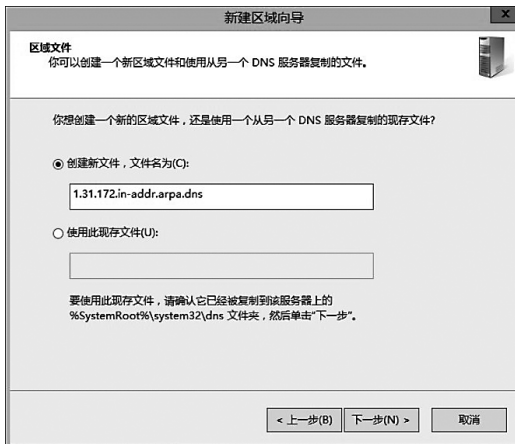 新建区域向导
X
区域文件
你可以创建一个新区域文件和使用从另一个 DNS 服务器复制的文件。
你想创建一个新的区域文件，还是使用一个从另一个 DNS 服务器复制的现存文件?
创建新文件，文件名为(C):
1.31.172.in-addr.arpa.dns
使用此现存文件(U):
要使用此现存文件，请确认它已经被复制到该服务器上的
%SystemRoot%\system32\dns 文件夹，然后单击“下一步”。
< 上一步(B) 下一步(N) > 取消